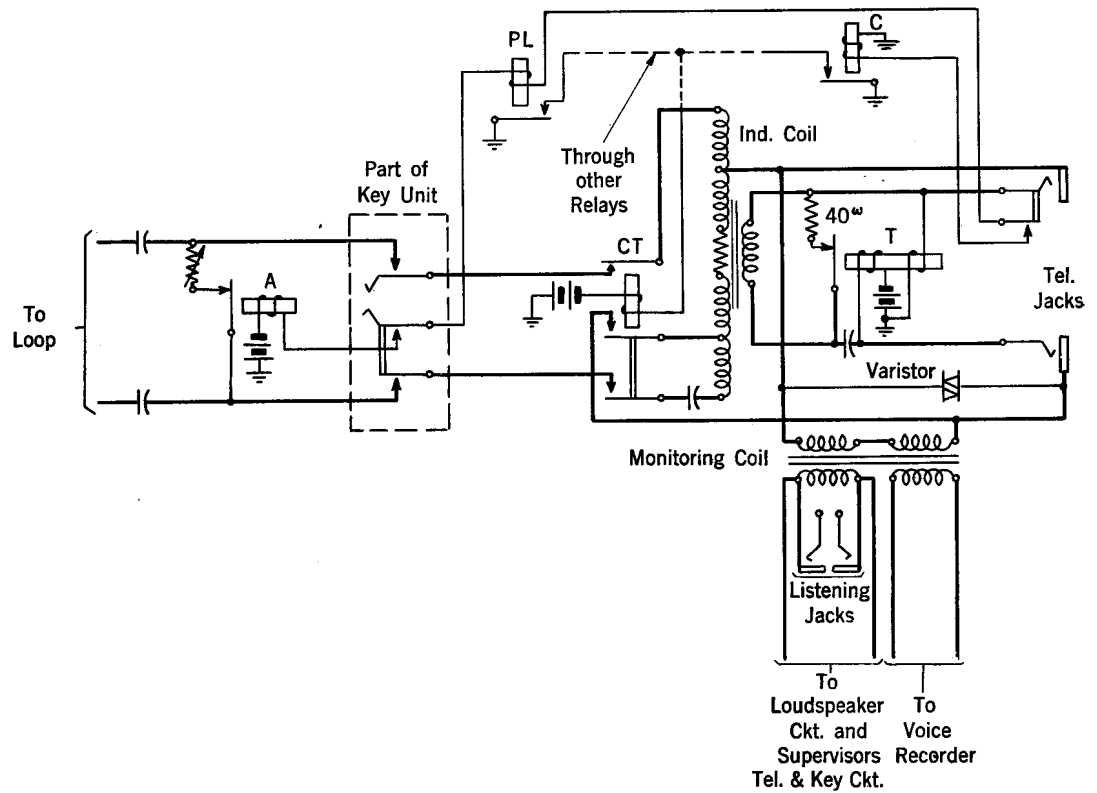 PL
C
Ind. Coil
Through
other
Relays
Part of
Key Unit
40ω
T
CT
A
To
Loop
Tel.
Jacks
Varistor
Monitoring Coil
Listening
Jacks
To
Loudspeaker
Ckt. and
Supervisors
Tel. & Key Ckt.
To
Voice
Recorder